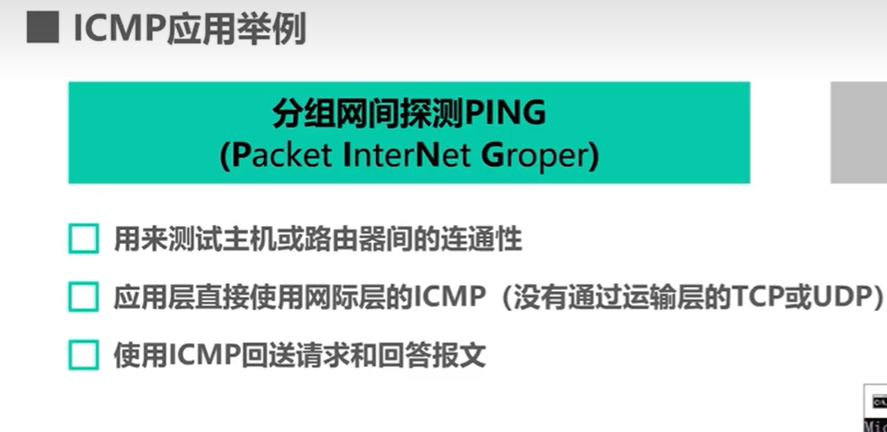 ICMP应用举例
分组网间探测PING
(Packet InterNet Groper)
用来测试主机或路由器间的连通性
应用层直接使用网际层的ICMP（没有通过运输层的TCP或UDP）
使用ICMP回送请求和回答报文